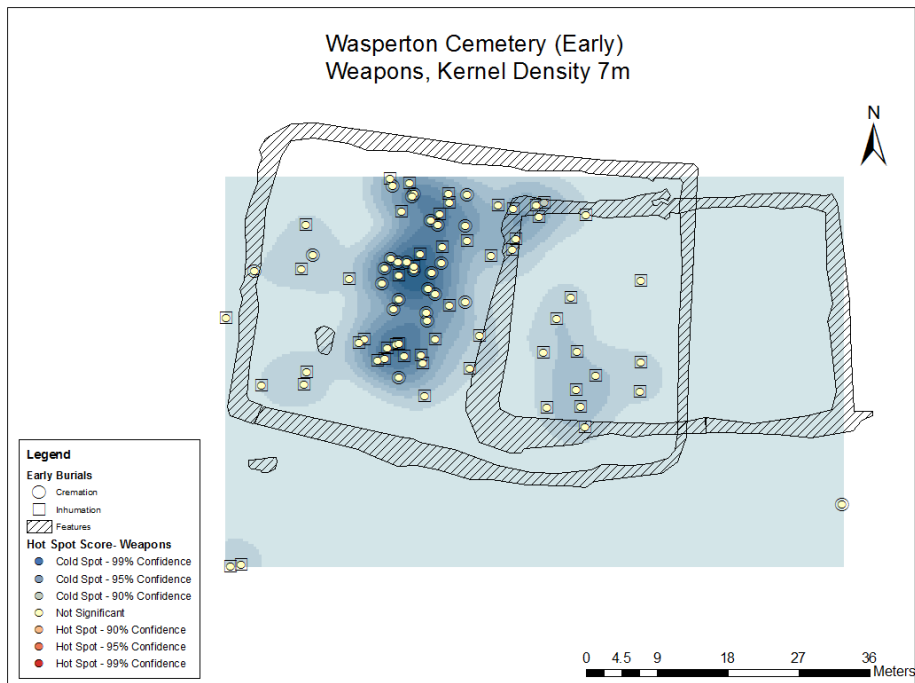 Wasperton Cemetery (Early)
Weapons, Kernel Density 7m
N
Legend
Early Burials
Cremation
Inhumation
Features
Hot Spot Score- Weapons
Cold Spot - 99% Confidence
Cold Spot - 95% Confidence
Cold Spot - 90% Confidence
Not Significant
Hot Spot - 90% Confidence
Hot Spot - 95% Confidence
Hot Spot - 99% Confidence
0 4.5 9 18 27 36
Meters